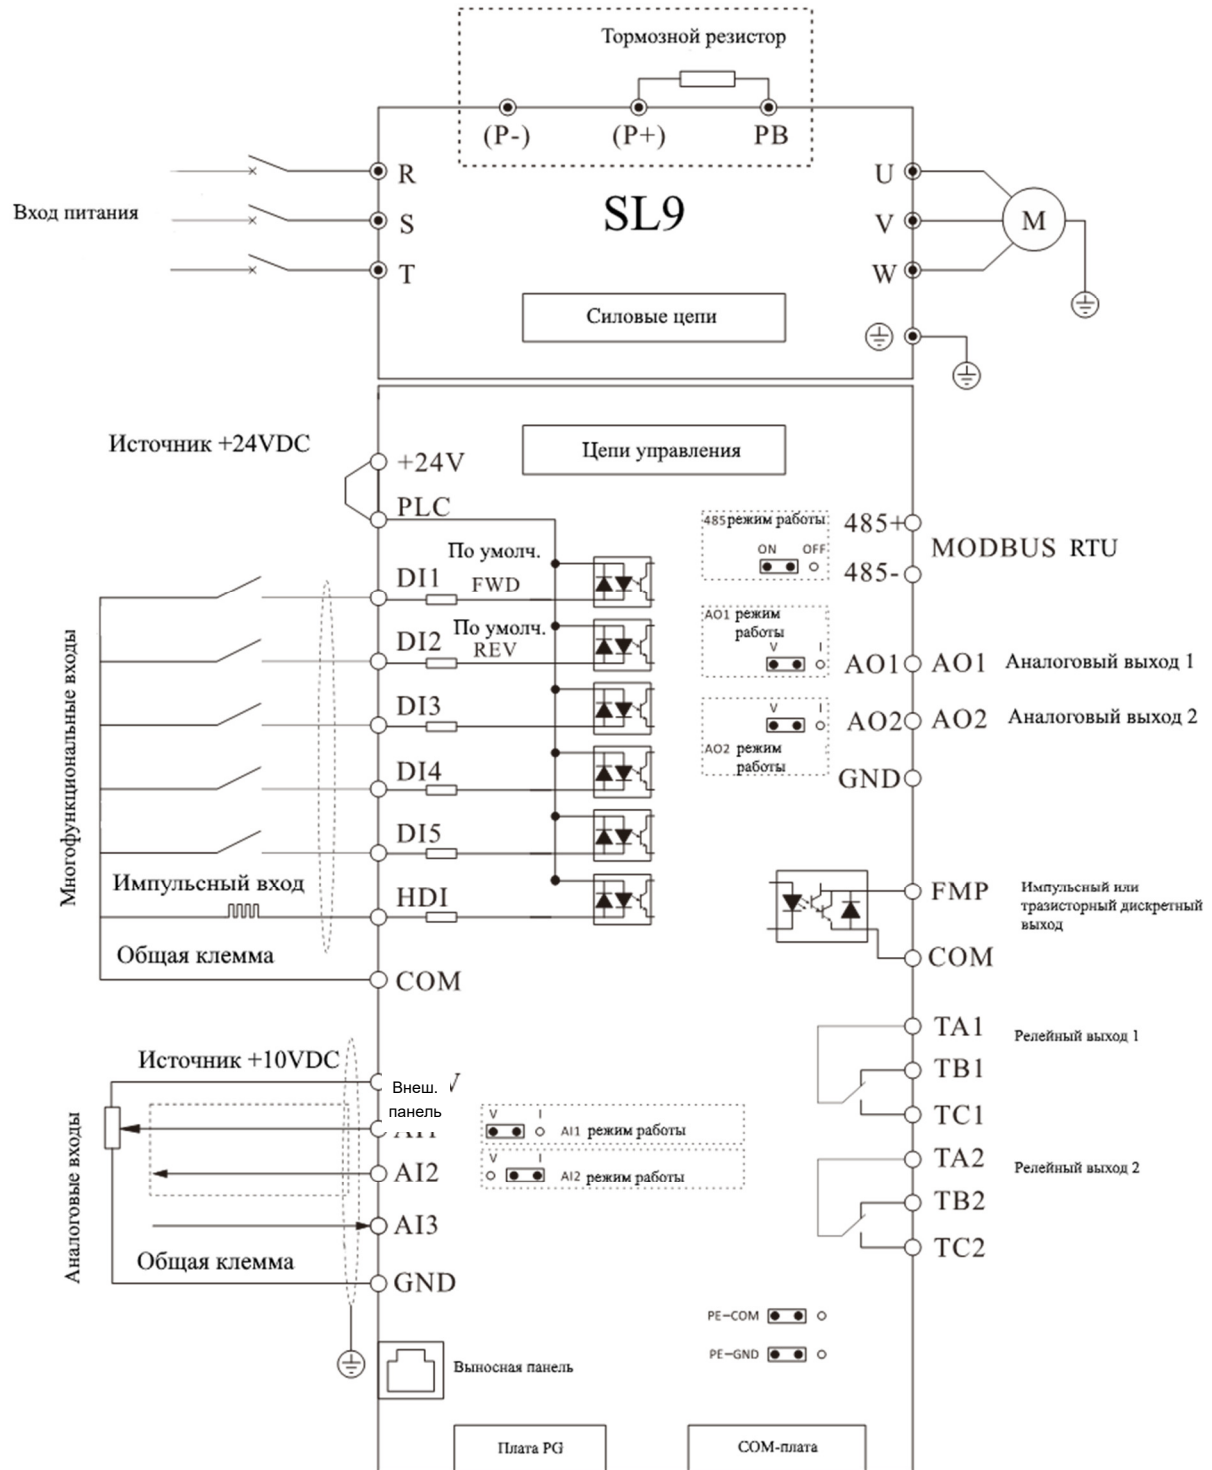 Тормозной резистор
(P-) (P+) PB
R
S
T
Вход питания
SL9
U
V
W
M
Силовые цепи
Источник +24VDC
Цепи управления
+24V
PLC
485 режим работы
ON OFF
485+
485-
MODBUS RTU
По умолч.
DI1 FWD
По умолч.
DI2 REV
DI3
DI4
DI5
Импульсный вход
HDI
Общая клемма
COM
Многофункциональные входы
AO1 режим
работы
V I
AO1 AO1 Аналоговый выход 1
V I
AO2 AO2 Аналоговый выход 2
AO2 режим
работы
GND
FMP
Импульсный или
тразисторный дискретный
выход
COM
TA1
Релейный выход 1
TB1
TC1
TA2
Релейный выход 2
TB2
TC2
Источник +10VDC
Внеш.
панель
Аналоговые входы
V I
AI1 режим работы
V I
AI2 режим работы
AI2
AI3
Общая клемма
GND
PE-COM
PE-GND
Выносная панель
Плата PG
COM-плата